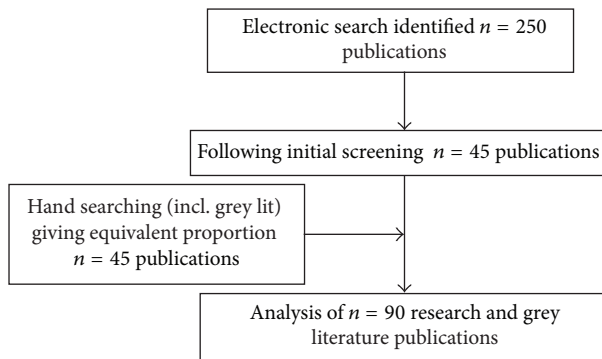 Electronic search identified n = 250
publications
Following initial screening n = 45 publications
Hand searching (incl. grey lit)
giving equivalent proportion
n = 45 publications
Analysis of n = 90 research and grey
literature publications